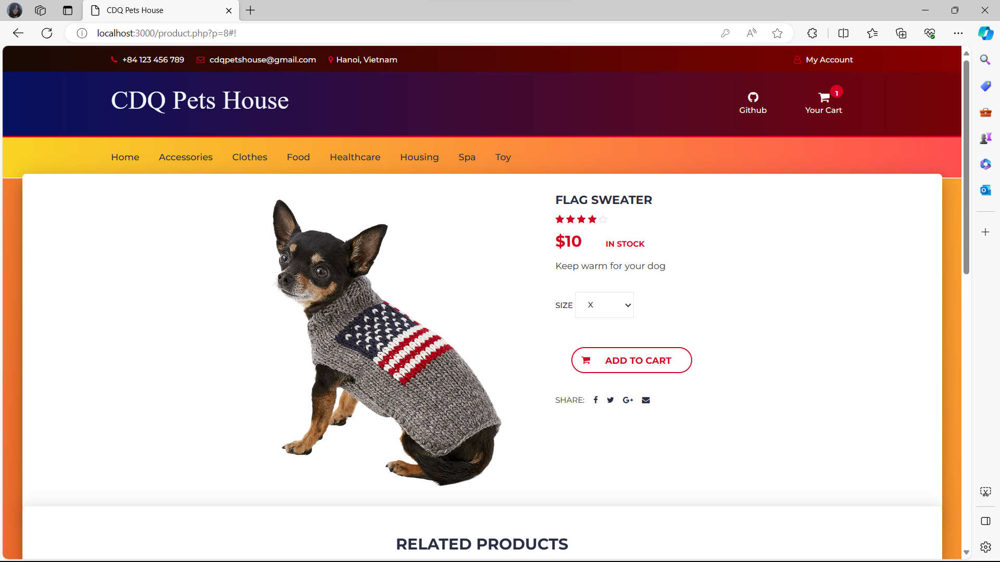 CDQ Pets House
localhost:3000/product.php?p=8#!
+84 123 456 789 cdqpetshouse@gmail.com Hanoi, Vietnam My Account
CDQ Pets House
1
Github Your Cart
Home Accessories Clothes Food Healthcare Housing Spa Toy
FLAG SWEATER
$10 IN STOCK
Keep warm for your dog
SIZE X
ADD TO CART
SHARE:
RELATED PRODUCTS